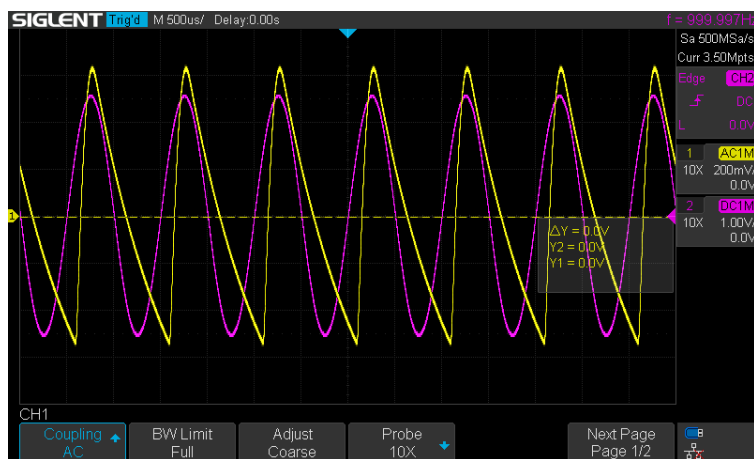 SIGLENT Trig'd M 500us/ Delay:0.00s f = 999.997Hz
Sa 500MSa/s
Curr 3.50Mpts
Edge CH2
DC
L 0.0V
1 AC1M
10X 200mV/
0.0V
2 DC1M
10X 1.00V/
0.0V
1
ΔY = 0.0V
Y2 = 0.0V
Y1 = 0.0V
CH1
Coupling
AC
BW Limit
Full
Adjust
Coarse
Probe
10X
Next Page
Page 1/2